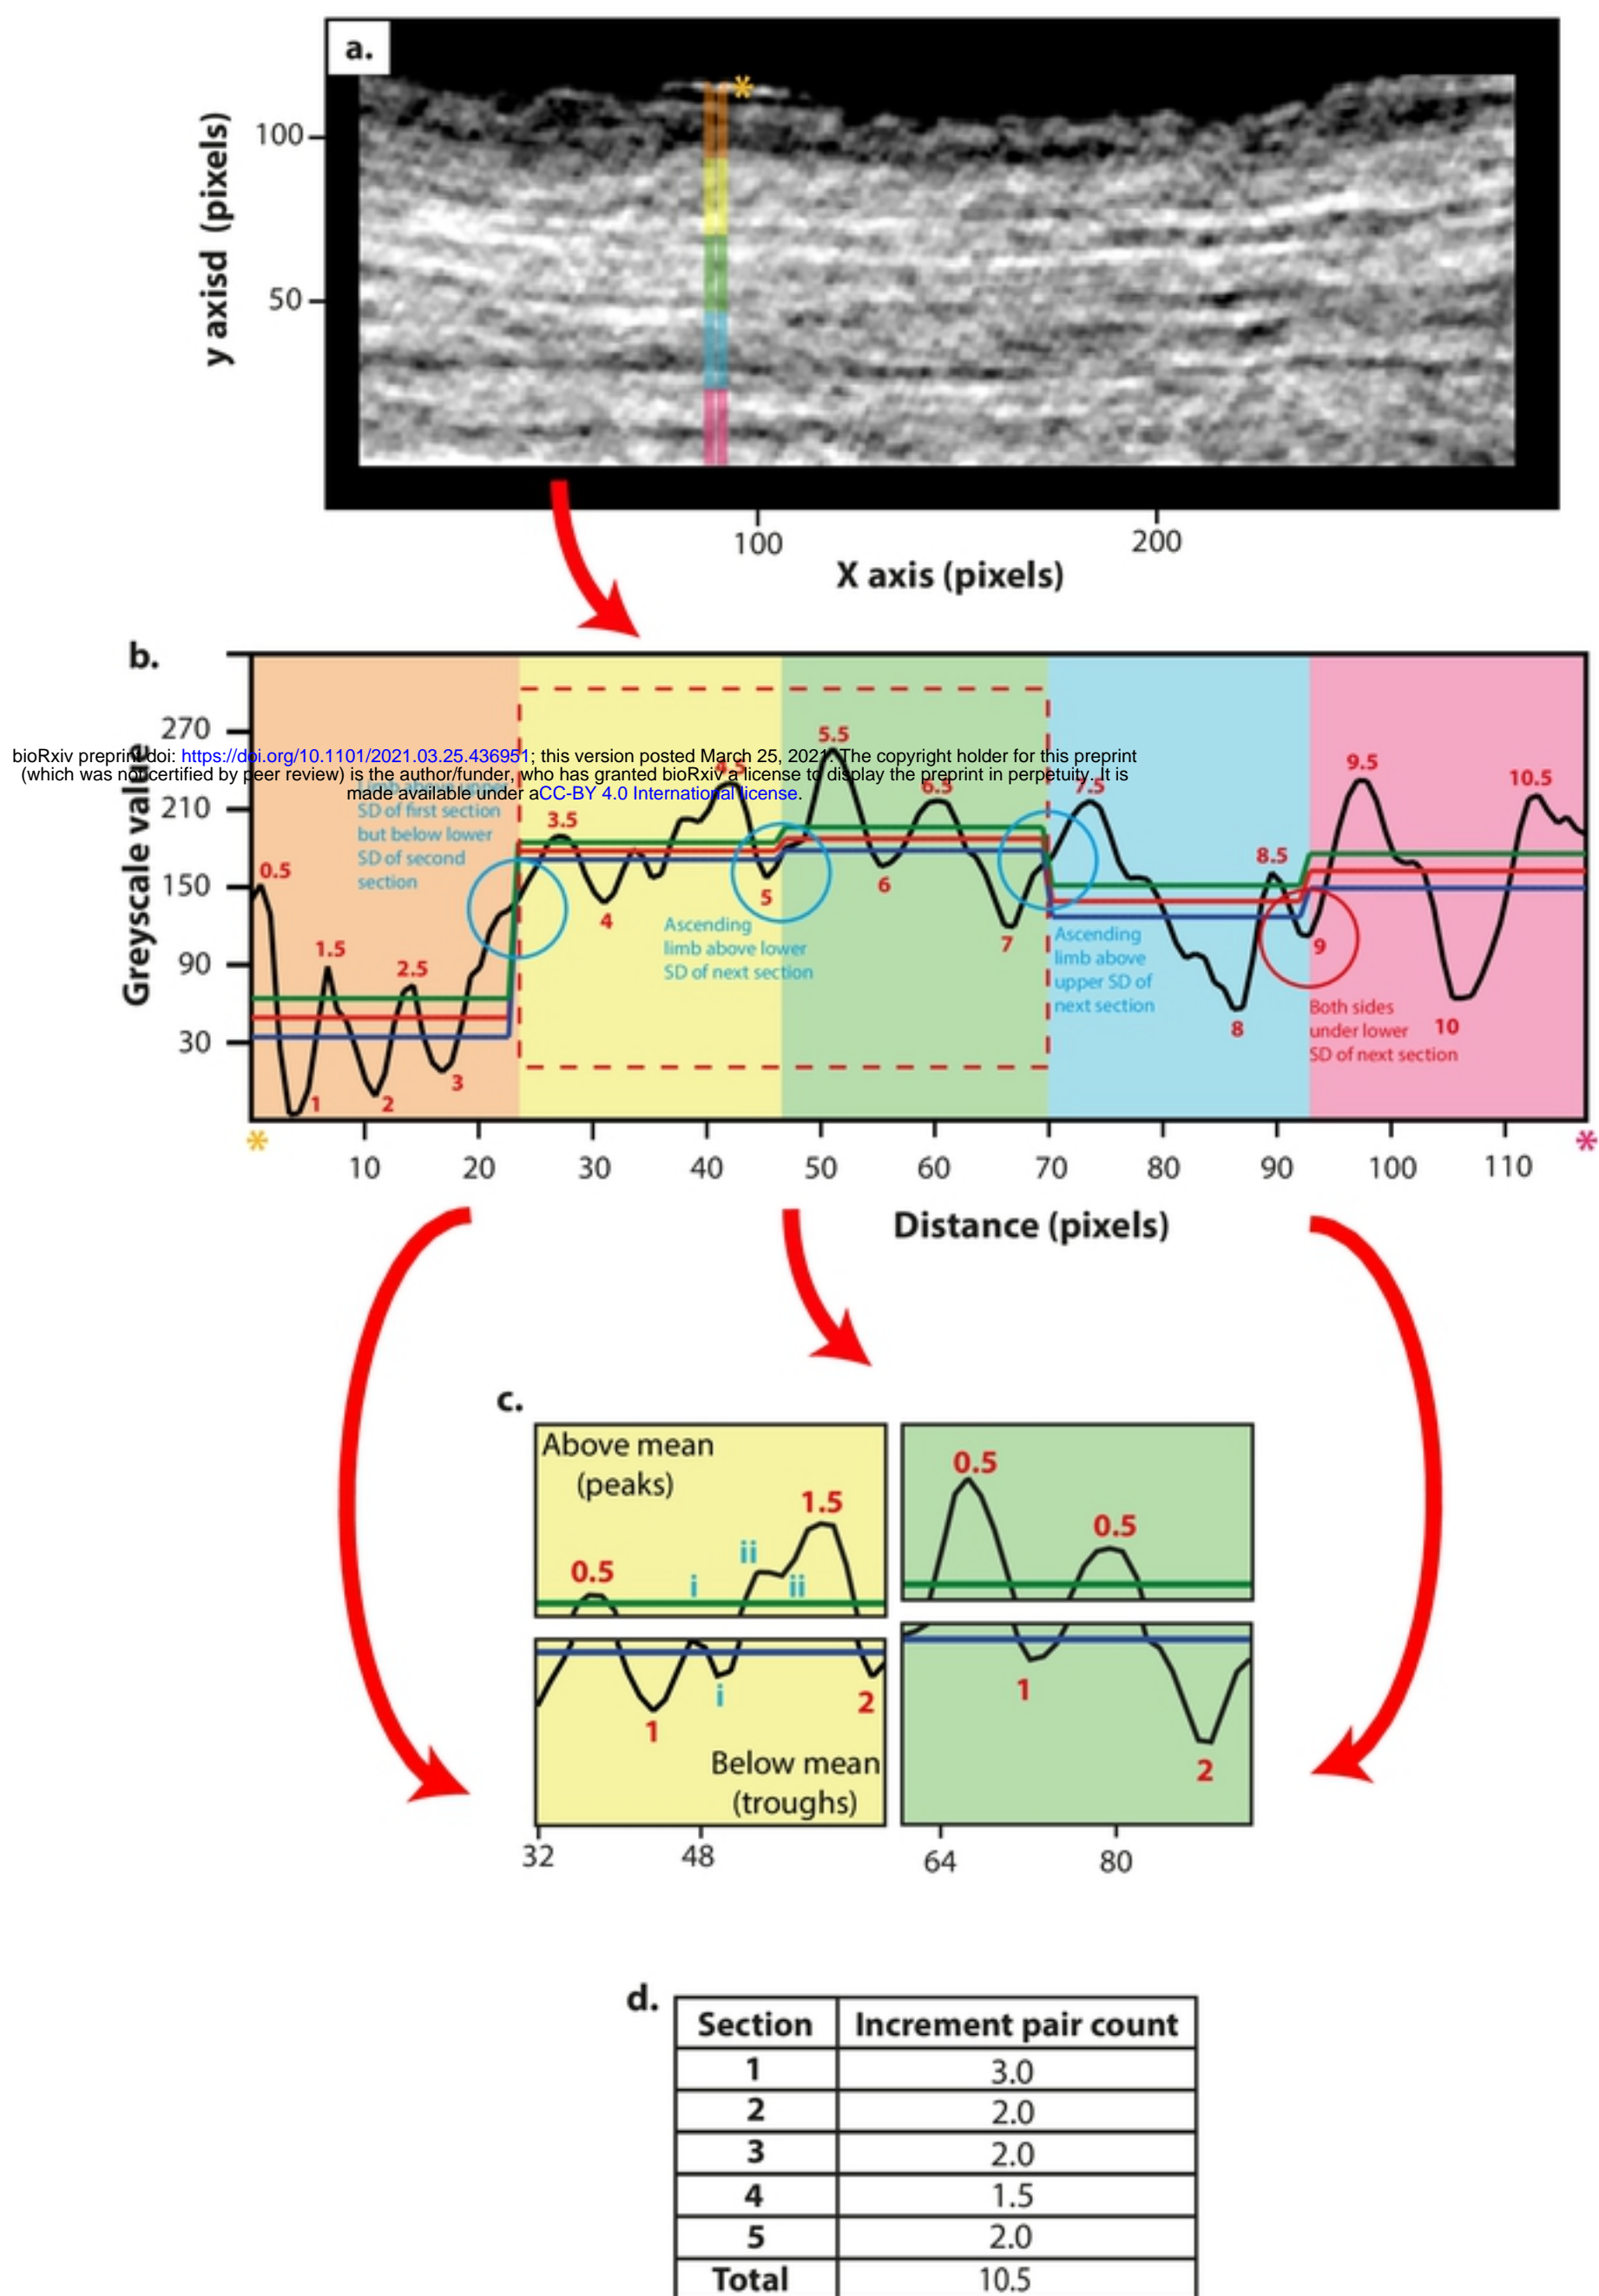 a.
*
y axisd (pixels)
100
50
100
200
X axis (pixels)
b.
Greyscale value
270
210
150
90
30
bioRxiv preprint doi: https://doi.org/10.1101/2021.03.25.436951; this version posted March 25, 2021. The copyright holder for this preprint
(which was not certified by peer review) is the author/funder, who has granted bioRxiv a license to display the preprint in perpetuity. It is
made available under aCC-BY 4.0 International license.
Limb above upper
SD of first section
but below lower
SD of second
section
0.5
1
1.5
2
2.5
3
3.5
4
4.5
5
5.5
6
6.5
7
7.5
8
8.5
9
9.5
10
10.5
Ascending
limb above lower
SD of next section
Ascending
limb above
upper SD of
next section
Both sides
under lower
SD of next section
*
*
10 20 30 40 50 60 70 80 90 100 110
Distance (pixels)
c.
Above mean
(peaks)
0.5
i
ii
ii
1.5
0.5
0.5
1
i
2
Below mean
(troughs)
1
2
32 48 64 80
d.
Section Increment pair count
1 3.0
2 2.0
3 2.0
4 1.5
5 2.0
Total 10.5